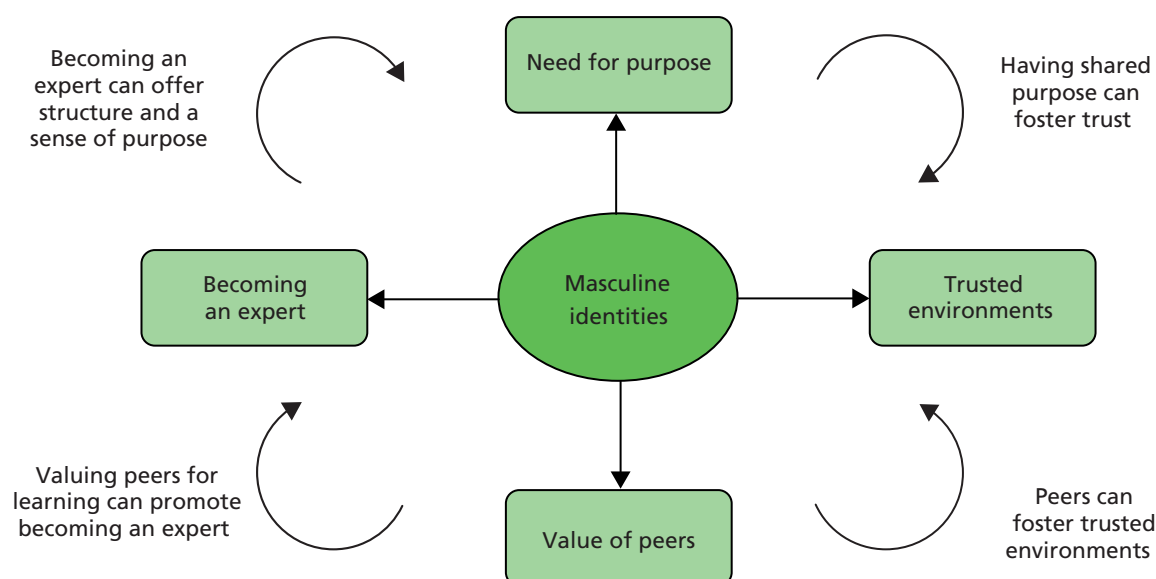 Becoming an
expert can offer
structure and a
sense of purpose
Need for purpose
Having shared
purpose can
foster trust
Becoming
an expert
Masculine
identities
Trusted
environments
Valuing peers for
learning can promote
becoming an expert
Value of peers
Peers can
foster trusted
environments